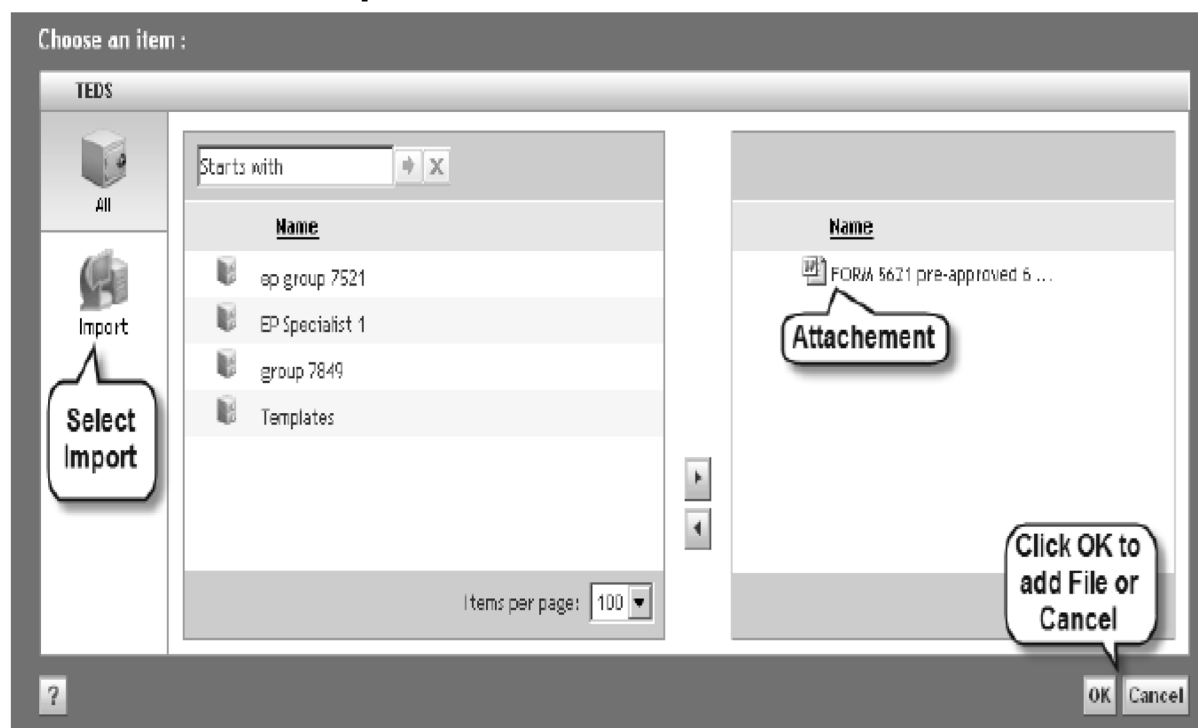 Choose an item :
TEDS
All
Import
Select
Import
Starts with
X
Name
ep group 7521
EP Specialist 1
group 7849
Templates
Items per page: 100
Name
FORM 5621 pre-approved 6 ...
Attachement
Click OK to
add File or
Cancel
?
OK Cancel